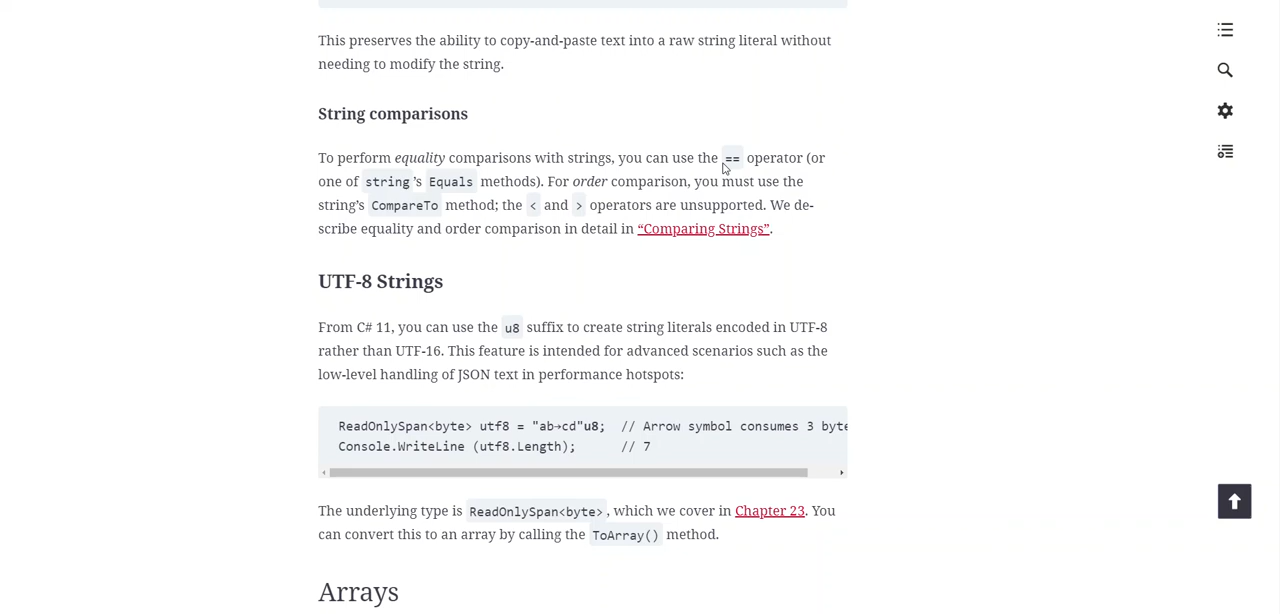 This preserves the ability to copy-and-paste text into a raw string literal without
needing to modify the string.
String comparisons
To perform equality comparisons with strings, you can use the == operator (or
one of string’s Equals methods). For order comparison, you must use the
string’s CompareTo method; the < and > operators are unsupported. We de-
scribe equality and order comparison in detail in “Comparing Strings”.
UTF-8 Strings
From C# 11, you can use the u8 suffix to create string literals encoded in UTF-8
rather than UTF-16. This feature is intended for advanced scenarios such as the
low-level handling of JSON text in performance hotspots:
ReadOnlySpan<byte> utf8 = "ab→cd"u8;  // Arrow symbol consumes 3 byte
Console.WriteLine (utf8.Length);      // 7
The underlying type is ReadOnlySpan<byte>, which we cover in Chapter 23. You
can convert this to an array by calling the ToArray() method.
Arrays